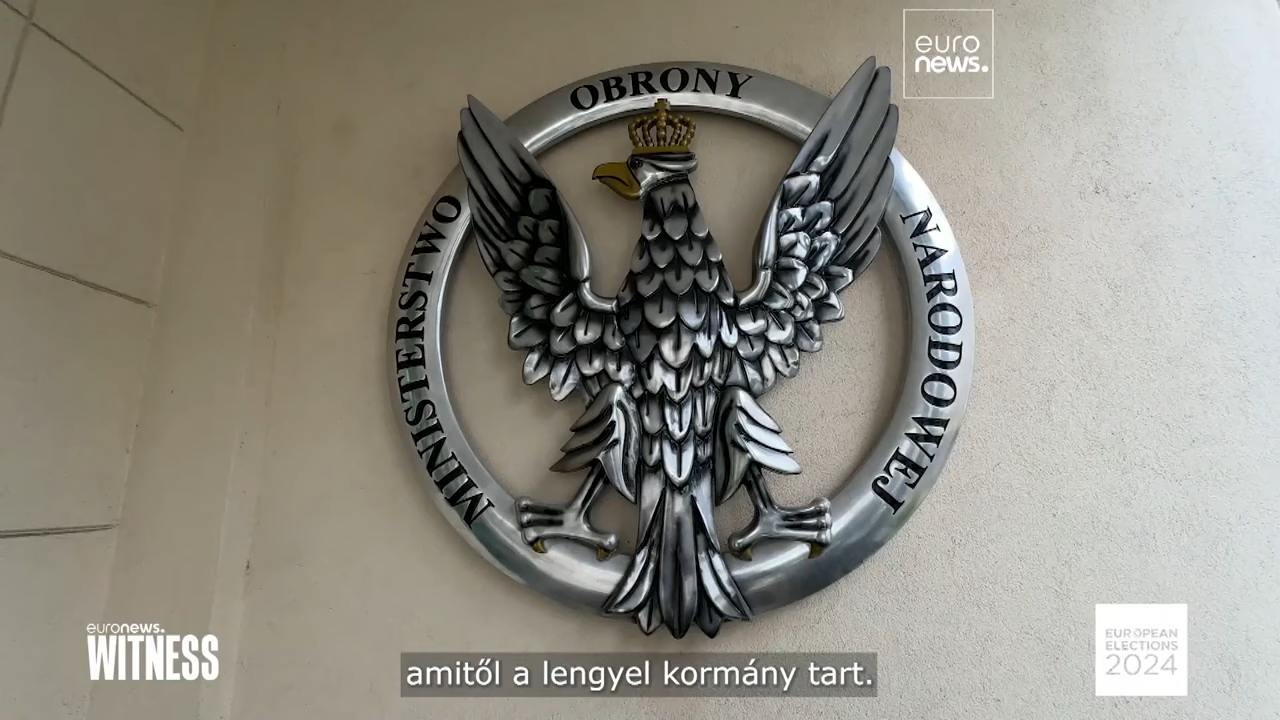 euro
news.
MINISTERSTWO OBRONY NARODOWEJ
euronews.
WITNESS
EUROPEAN
ELECTIONS
2024
amitől a lengyel kormány tart.